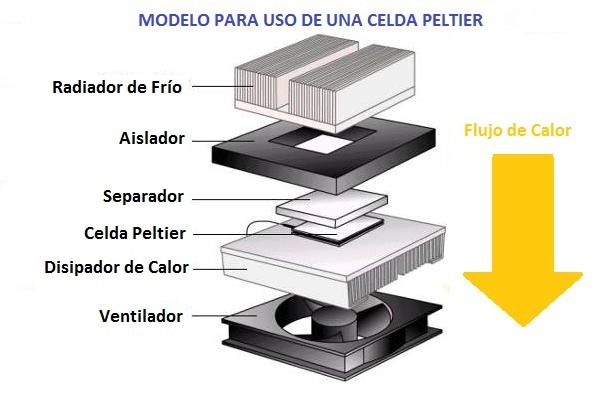 MODELO PARA USO DE UNA CELDA PELTIER
Radiador de Frío
Aislador
Flujo de Calor
Separador
Celda Peltier
Disipador de Calor
Ventilador